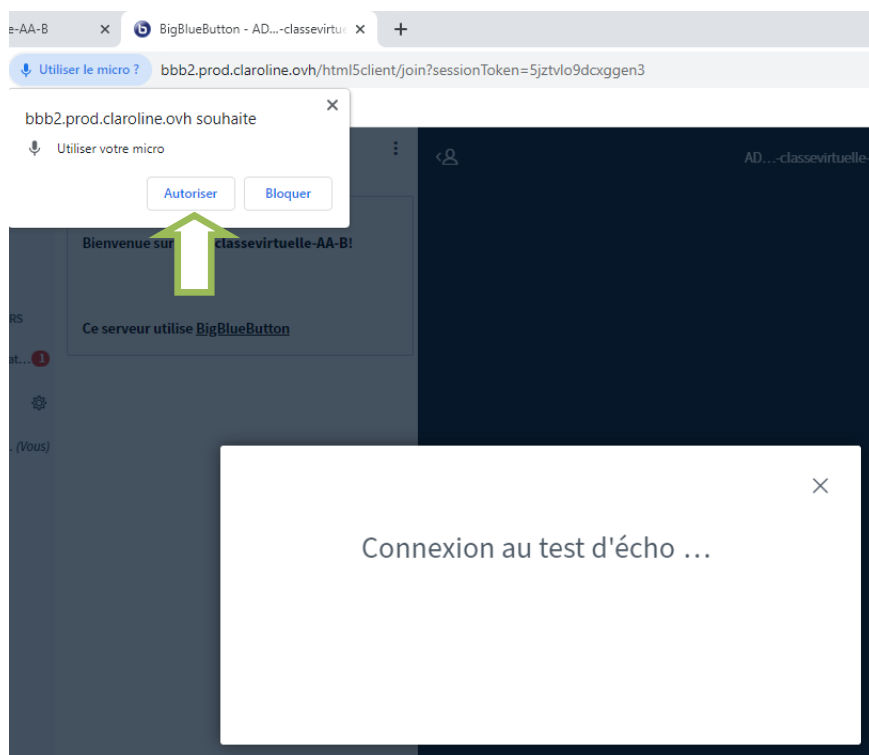 e-AA-B
BigBlueButton - AD...-classevirtue
Utiliser le micro ?
bbb2.prod.claroline.ovh/html5client/join?sessionToken=5jztvlo9dcxggen3
bbb2.prod.claroline.ovh souhaite
Utiliser votre micro
Autoriser
Bloquer
AD...-classevirtuelle-
Bienvenue sur classevirtuelle-AA-B!
RS
Ce serveur utilise BigBlueButton
at...
1
(Vous)
Connexion au test d'écho ...